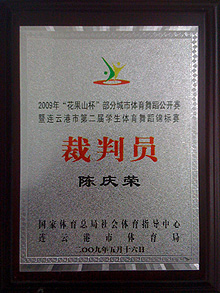 2009年“花果山杯”部分城市体育舞蹈公开赛
暨连云港市第二届学生体育舞蹈锦标赛
裁判员
陈庆荣
国家体育总局社会体育指导中心
连云港市体育局
二〇〇九年五月十六日